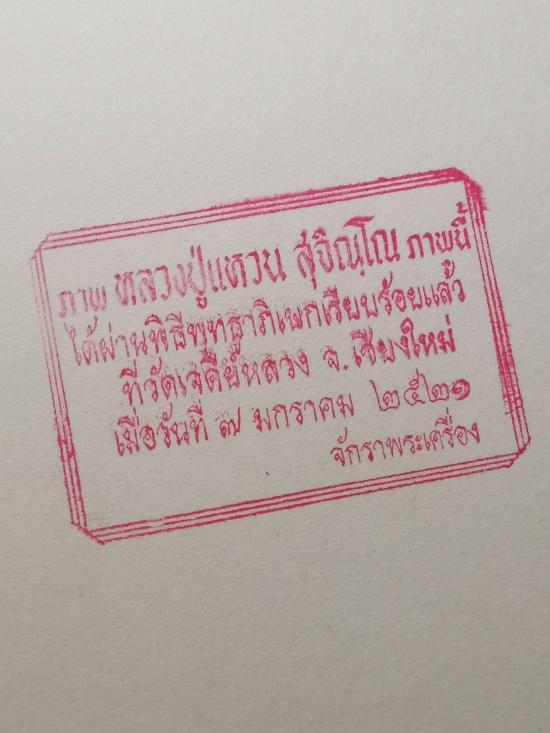 ภาพ หลวงปู่แหวน สุจิณฺโณ ภาพนี้
ได้ผ่านพิธีพุทธาภิเษกเรียบร้อยแล้ว
ที่วัดเจดีย์หลวง จ.เชียงใหม่
เมื่อวันที่ ๗ มกราคม ๒๕๒๑
จักราพระเครื่อง